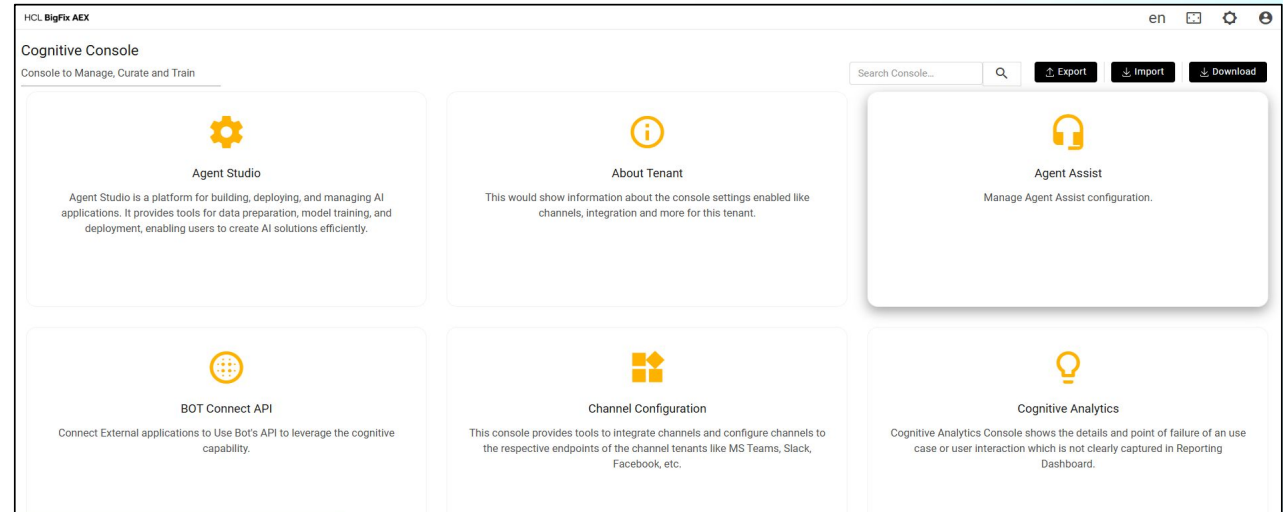 HCL BigFix AEX
en
Cognitive Console
Console to Manage, Curate and Train
Search Console...
Export
Import
Download
Agent Studio
Agent Studio is a platform for building, deploying, and managing AI
applications. It provides tools for data preparation, model training, and
deployment, enabling users to create AI solutions efficiently.
About Tenant
This would show information about the console settings enabled like
channels, integration and more for this tenant.
Agent Assist
Manage Agent Assist configuration.
BOT Connect API
Connect External applications to Use Bot's API to leverage the cognitive
capability.
Channel Configuration
This console provides tools to integrate channels and configure channels to
the respective endpoints of the channel tenants like MS Teams, Slack,
Facebook, etc.
Cognitive Analytics
Cognitive Analytics Console shows the details and point of failure of an use
case or user interaction which is not clearly captured in Reporting
Dashboard.